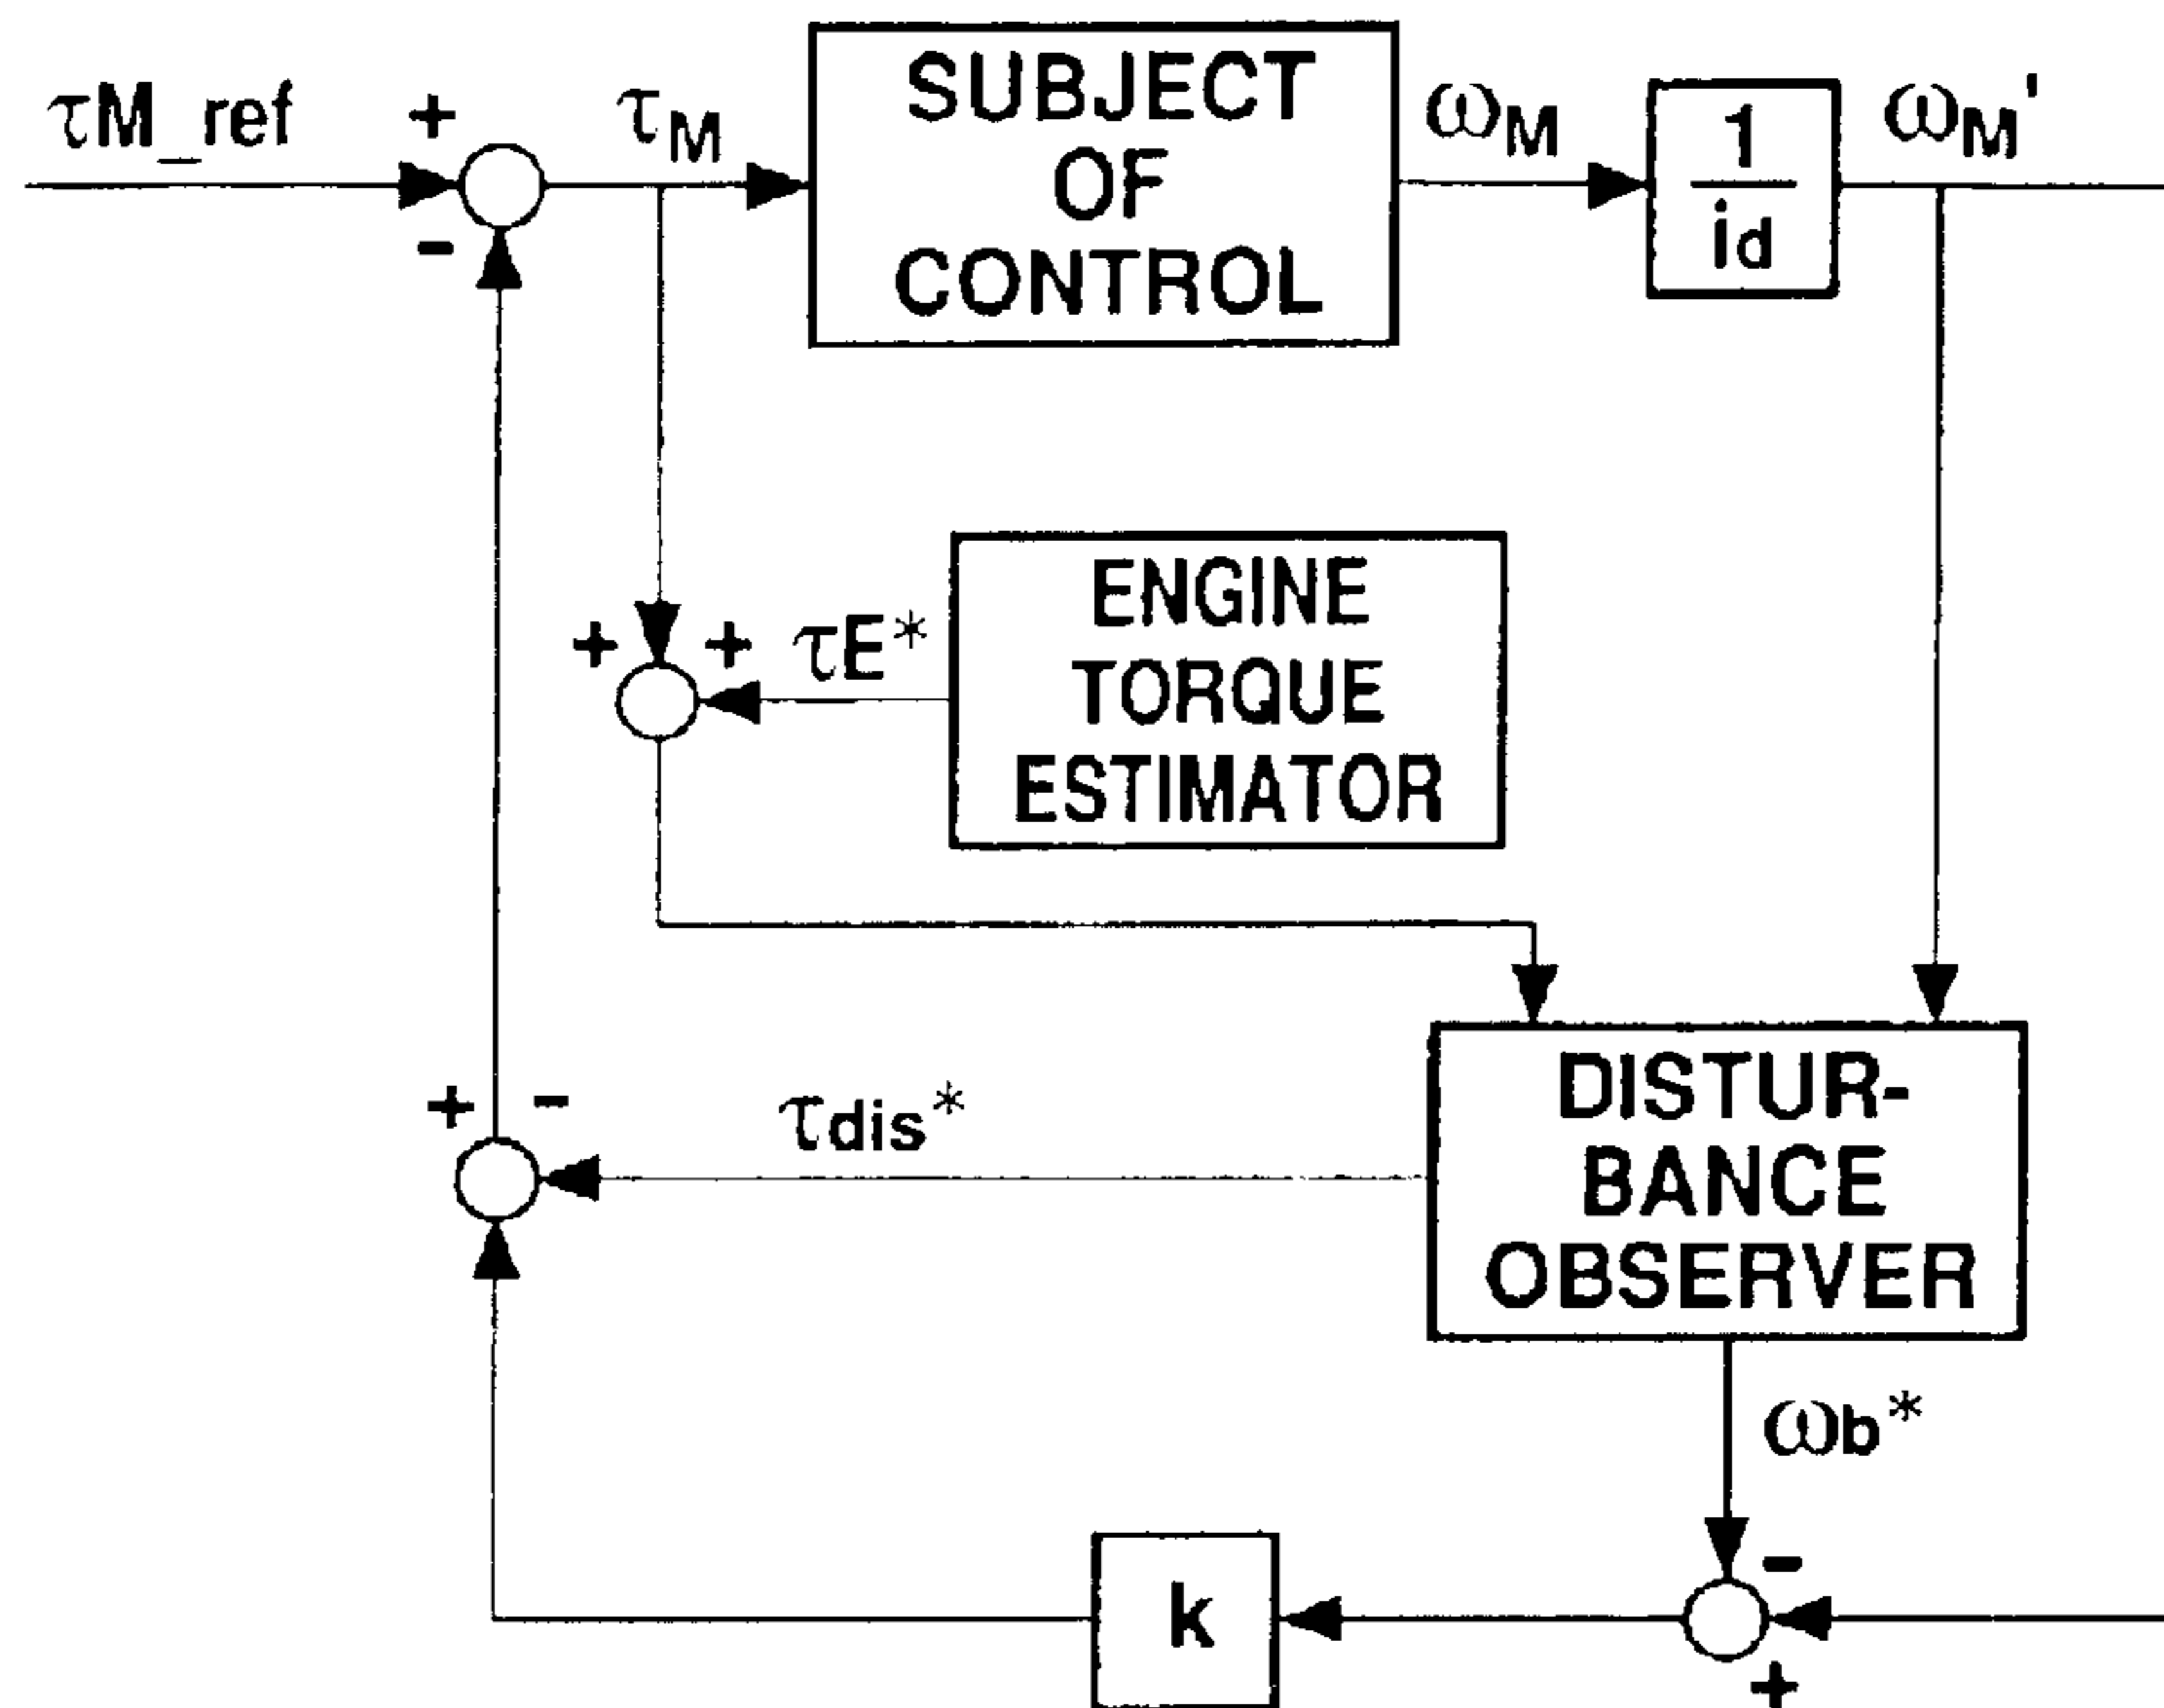 τM_ref
+
-
τM
SUBJECT
OF
CONTROL
ωM
1
id
ωM'
+
+
τE*
ENGINE
TORQUE
ESTIMATOR
+
-
τdis*
DISTUR-
BANCE
OBSERVER
ωb*
-
+
k